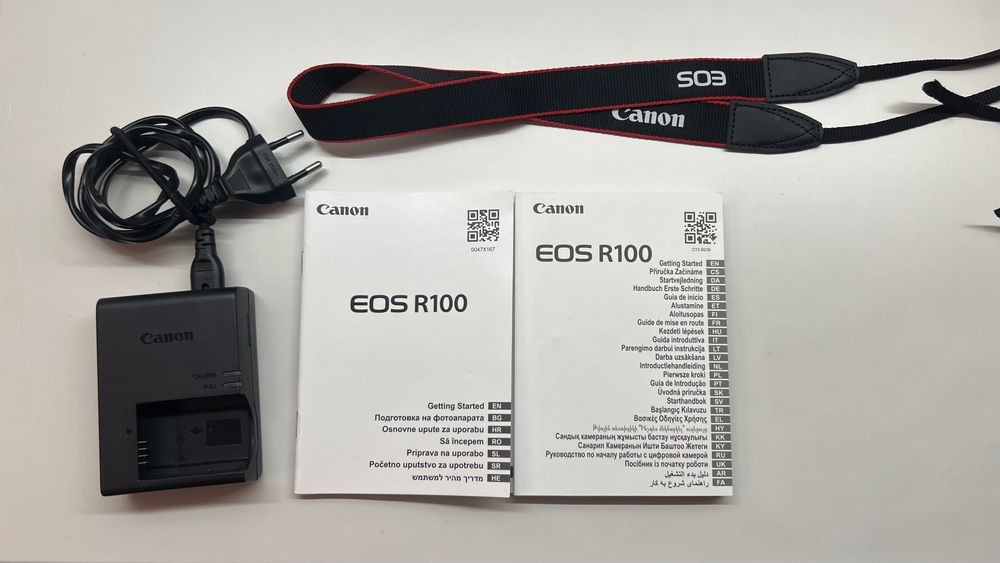 EOS
Canon
Canon
CHARGE
FULL
Canon
0047X167
EOS R100
Getting Started EN
Подготовка на фотоапарата BG
Osnovne upute za uporabu HR
Să începem RO
Priprava na uporabo SL
Početno uputstvo za upotrebu SR
מדריך מהיר למשתמש HE
Canon
EOS R100
Getting Started EN
Příručka Začínáme CS
Startvejledning DA
Handbuch Erste Schritte DE
Guía de inicio ES
Alustamine ET
Aloitusopas FI
Guide de mise en route FR
Kezdeti lépések HU
Guida introduttiva IT
Parengimo darbui instrukcija LT
Darba uzsākšana LV
Introductiehandleiding NL
Pierwsze kroki PL
Guia de Introdução PT
Úvodná príručka SK
Starthandbok SV
Başlangıç Kılavuzu TR
Βασικές Οδηγίες Χρήσης EL
HY
Сандық камераның жұмысты бастау нұсқаулығы KK
Санарип Камеранын Ишти Баштоо Жетеги KY
Руководство по началу работы с цифровой камерой RU
Посібник із початку роботи UK
دليل بدء التشغيل AR
راهنمای شروع به کار FA